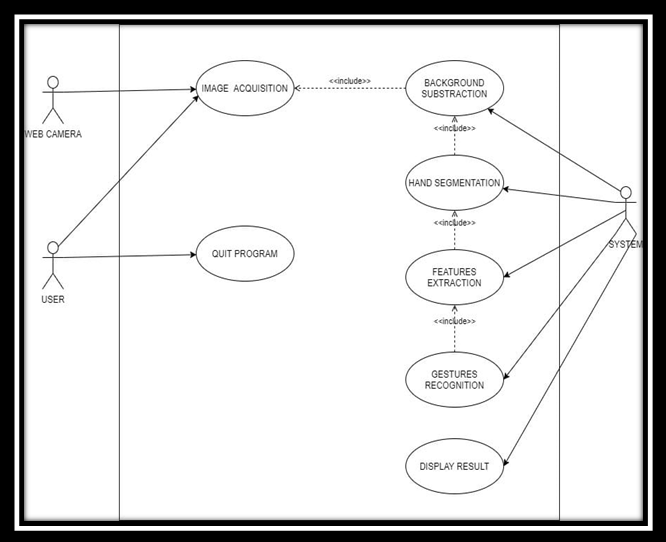 IMAGE ACQUISITION
<<include>>
BACKGROUND
SUBSTRACTION
WEB CAMERA
<<include>>
HAND SEGMENTATION
<<include>>
SYSTEM
QUIT PROGRAM
USER
FEATURES
EXTRACTION
<<include>>
GESTURES
RECOGNITION
DISPLAY RESULT